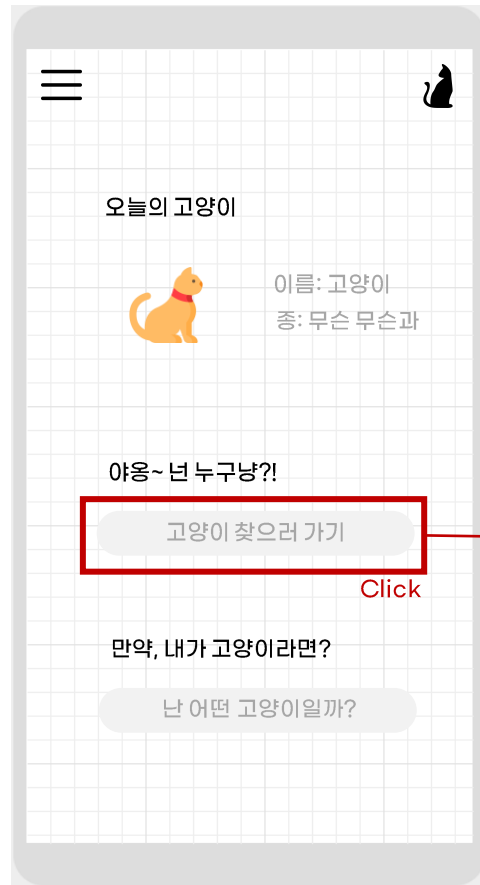 오늘의 고양이
이름: 고양이
종: 무슨 무슨과
야옹~ 넌 누구냥?!
고양이 찾으러 가기
Click
만약, 내가 고양이라면?
난 어떤 고양이일까?